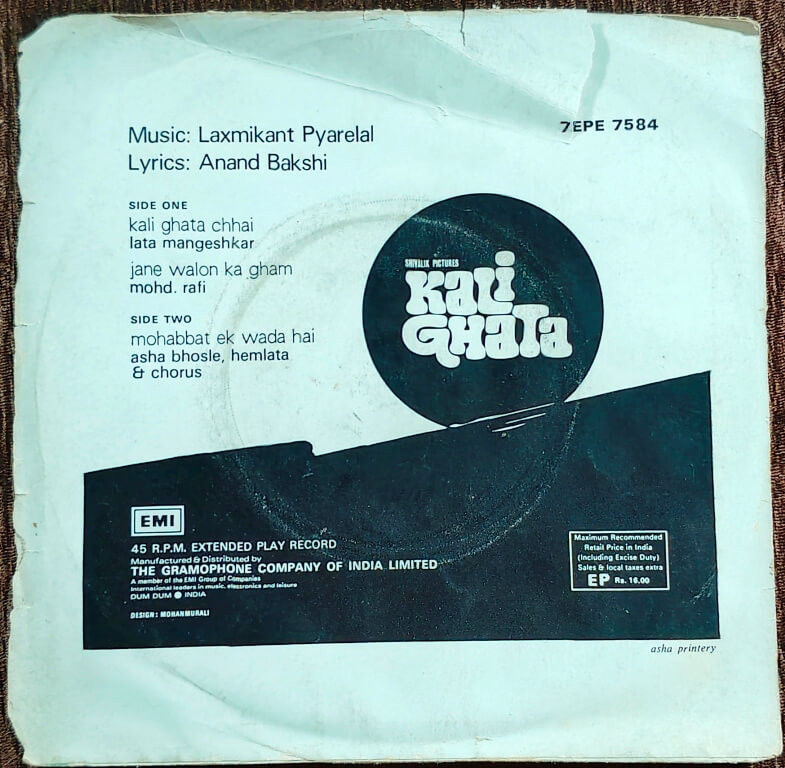 Music: Laxmikant Pyarelal
Lyrics: Anand Bakshi
7EPE 7584
SIDE ONE
kali ghata chhai
lata mangeshkar
jane walon ka gham
mohd. rafi
SIDE TWO
mohabbat ek wada hai
asha bhosle, hemlata
& chorus
SHIVALIK PICTURES
KALI
GHATA
EMI
45 R.P.M. EXTENDED PLAY RECORD
Manufactured & Distributed by
THE GRAMOPHONE COMPANY OF INDIA LIMITED
A member of the EMI Group of Companies
International leaders in music, electronics and leisure
DUM DUM ● INDIA
DESIGN: MOHANMURALI
Maximum Recommended
Retail Price in India
(Including Excise Duty)
Sales & local taxes extra
EP Rs. 16.00
asha printery